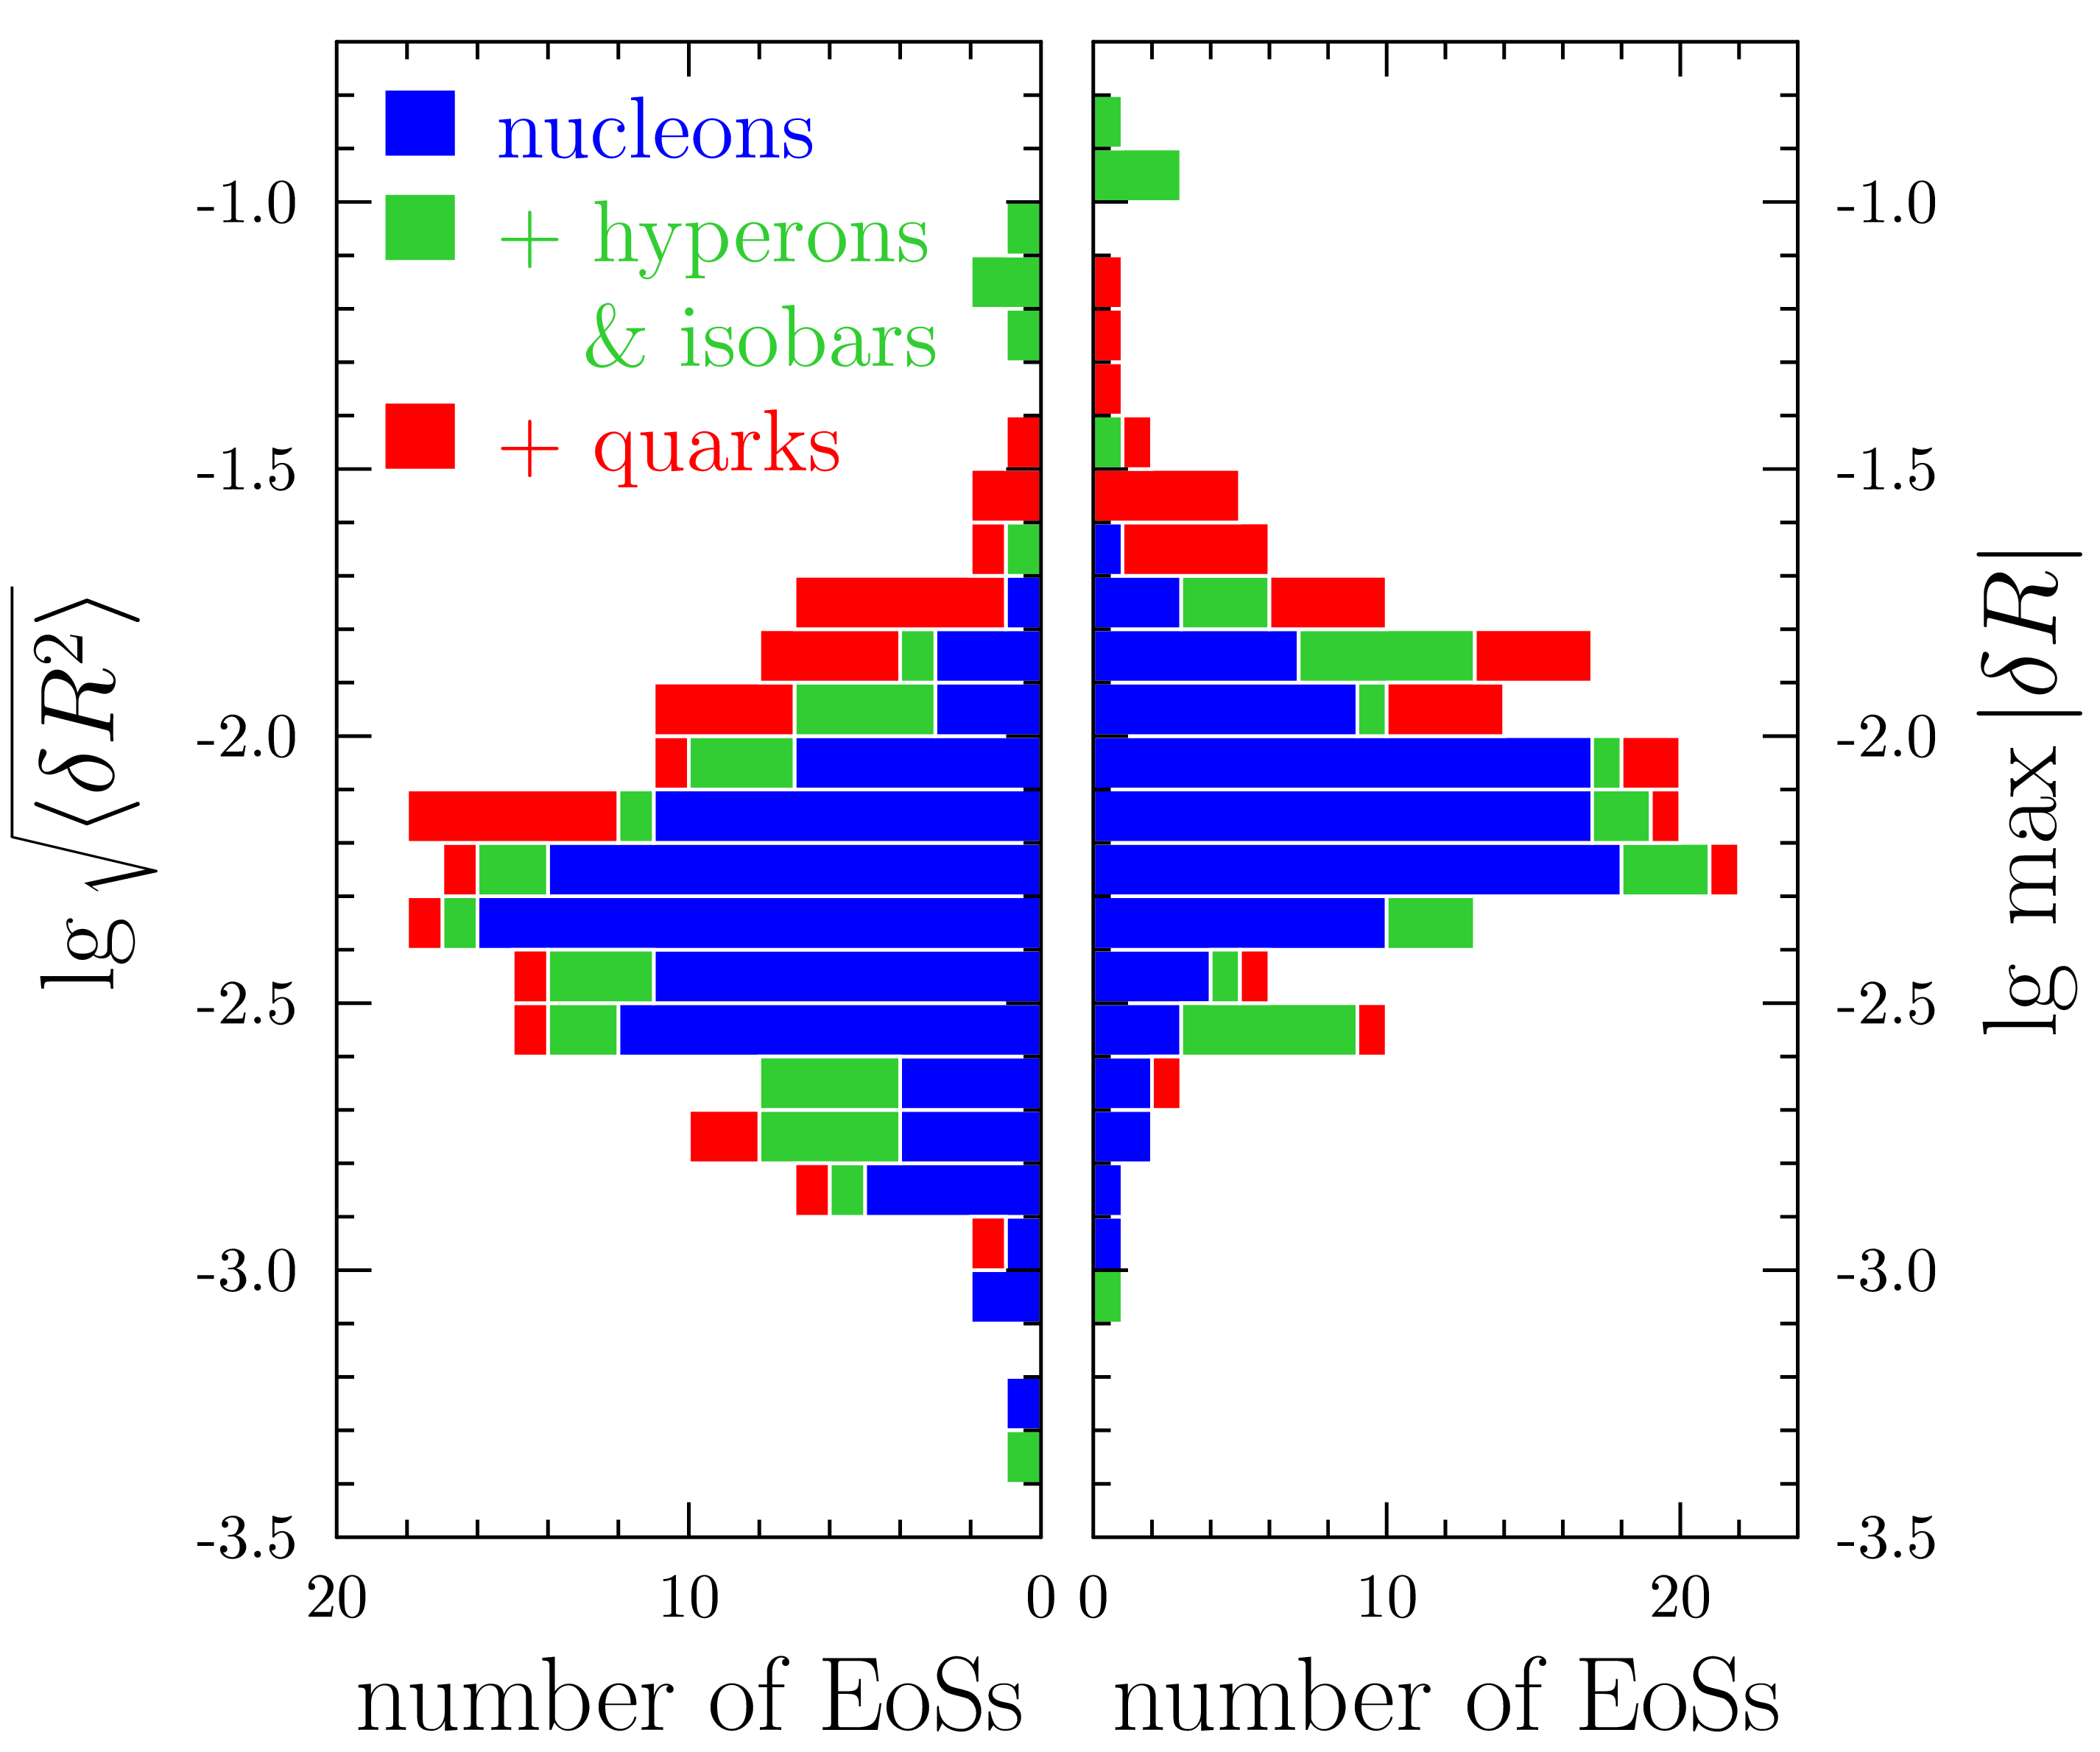 nucleons
+ hyperons
& isobars
+ quarks
lg √⟨⟨δR²⟩
-1.0
-1.5
-2.0
-2.5
-3.0
-3.5
20 10 0
number of EoSs
0 10 20
number of EoSs
-1.0
-1.5
-2.0
-2.5
-3.0
-3.5
lg max |δR|